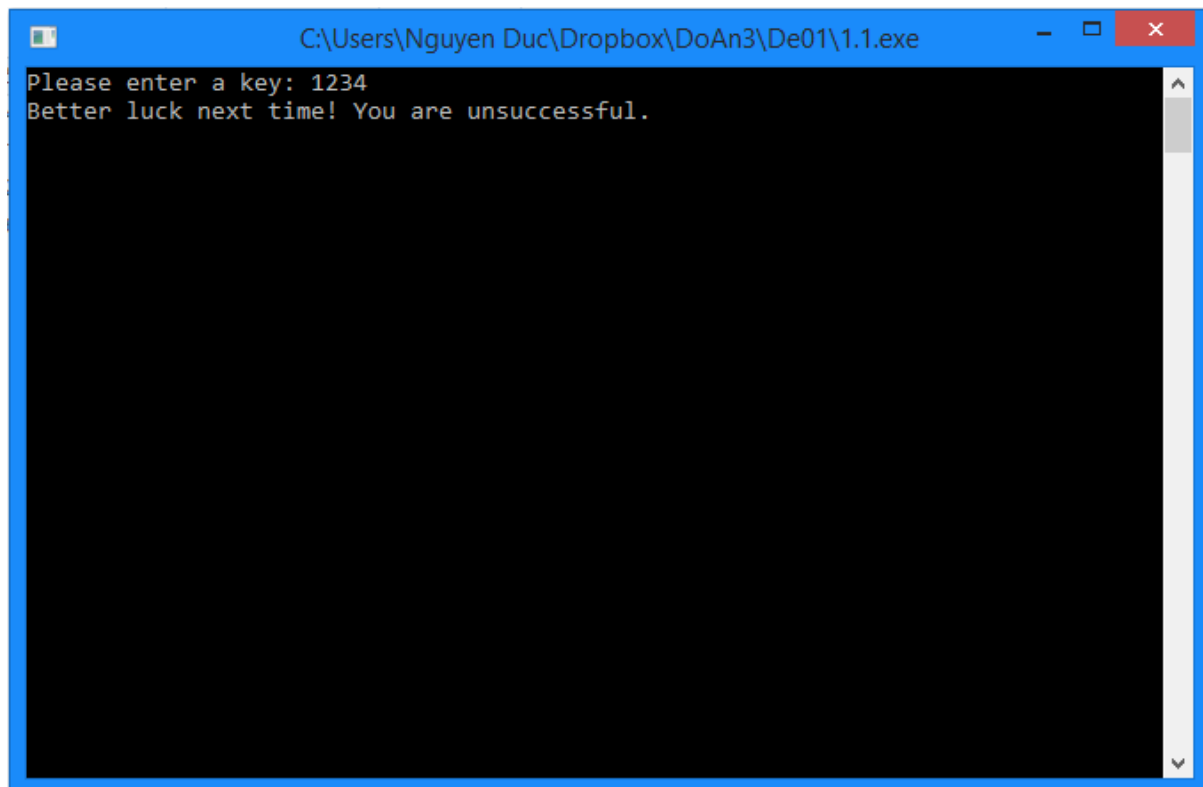 C:\Users\Nguyen Duc\Dropbox\DoAn3\De01\1.1.exe
Please enter a key: 1234
Better luck next time! You are unsuccessful.